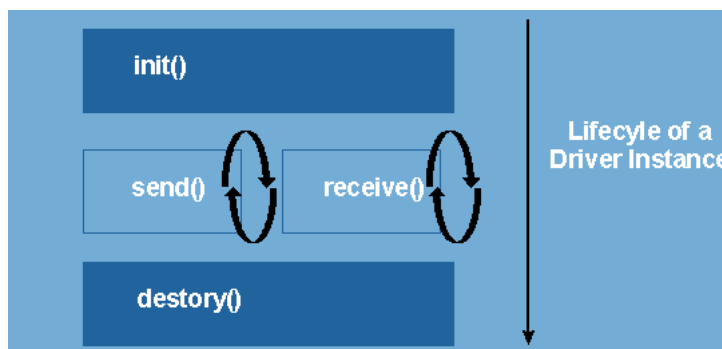 init()
Lifecyle of a
Driver Instance
send()
receive()
destory()